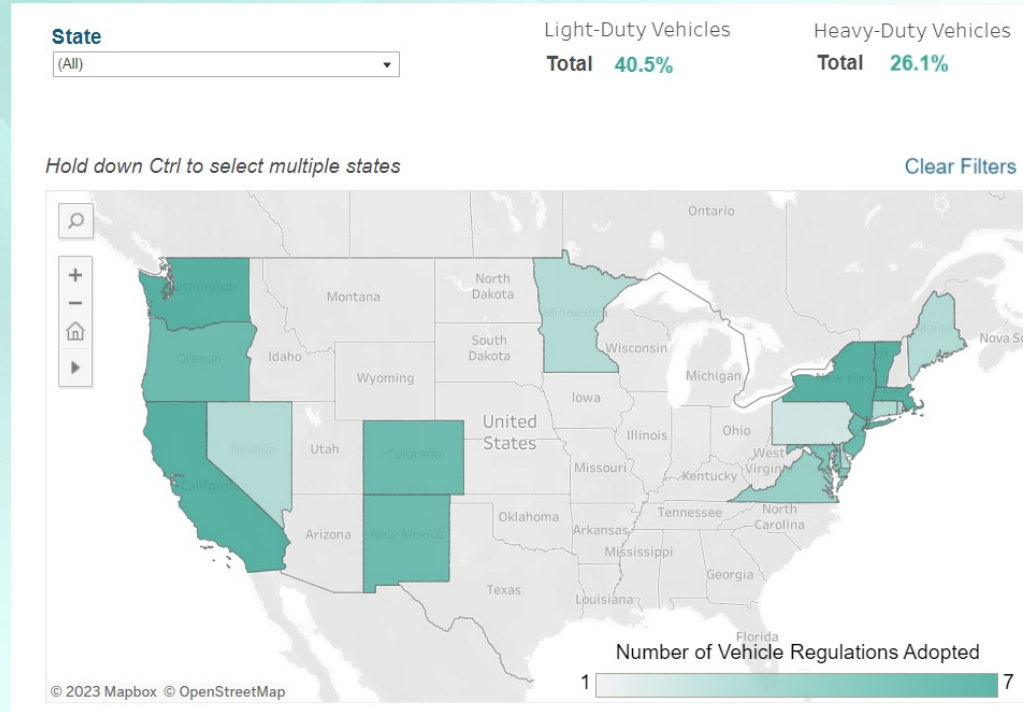 State
(All)
Light-Duty Vehicles
Total 40.5%
Heavy-Duty Vehicles
Total 26.1%
Hold down Ctrl to select multiple states
Clear Filters
Ontario
Washington
Montana
North
Dakota
Minnesota
Maine
Nova Sc
Oregon
Idaho
South
Dakota
Wisconsin
Michigan
New York
VT
Wyoming
Iowa
Nevada
Utah
Colorado
United
States
Illinois
Ohio
West
Virginia
Missouri
Kentucky
California
Arizona
New Mexico
Oklahoma
Arkansas
Tennessee
North
Carolina
Mississippi
Texas
Louisiana
Georgia
Florida
Number of Vehicle Regulations Adopted
1
7
© 2023 Mapbox © OpenStreetMap